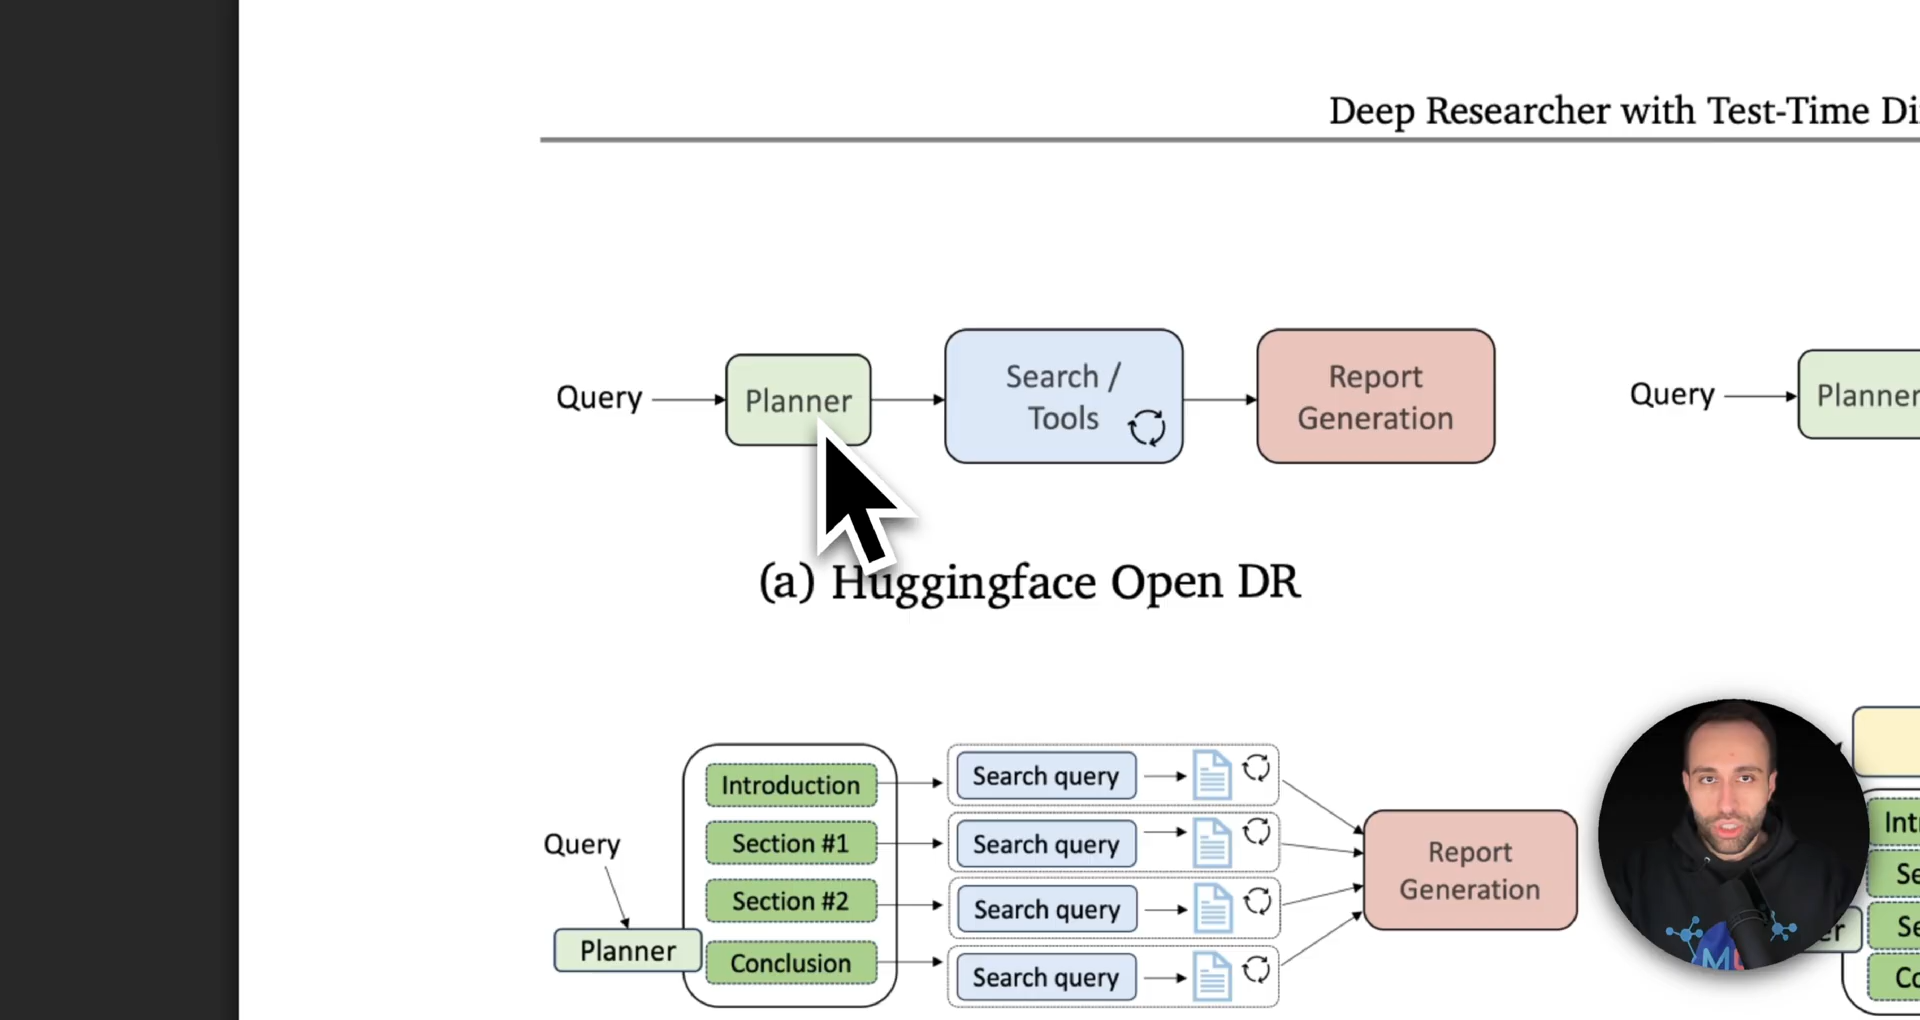 Deep Researcher with Test-Time Di
Query
Planner
Search /
Tools
Report
Generation
Query
Planner
(a) Huggingface Open DR
Query
Planner
Introduction
Section #1
Section #2
Conclusion
Search query
Search query
Search query
Search query
Report
Generation
er
Int
Se
Se
Co